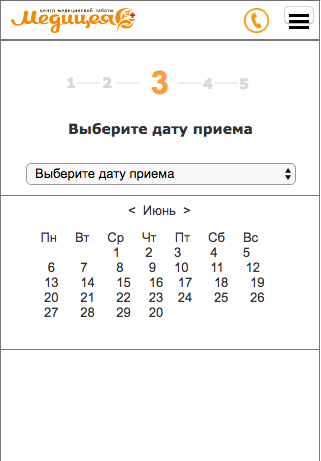 центр медицинской заботы
Медицея
1 2 3 4 5
Выберите дату приема
Выберите дату приема
< Июнь >
Пн Вт Ср Чт Пт Сб Вс
1 2 3 4 5
6 7 8 9 10 11 12
13 14 15 16 17 18 19
20 21 22 23 24 25 26
27 28 29 30